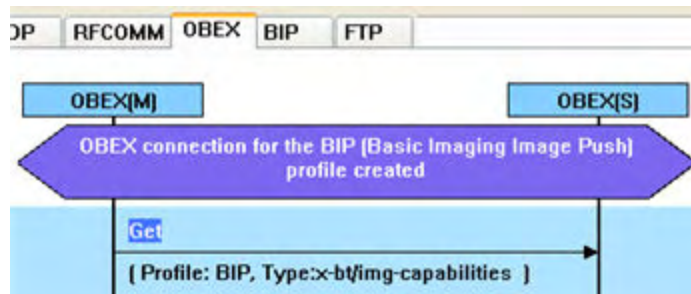 DP RFCOMM OBEX BIP FTP
OBEX(M) OBEX(S)
OBEX connection for the BIP (Basic Imaging Image Push)
profile created
Get
( Profile: BIP, Type:x-bt/img-capabilities )